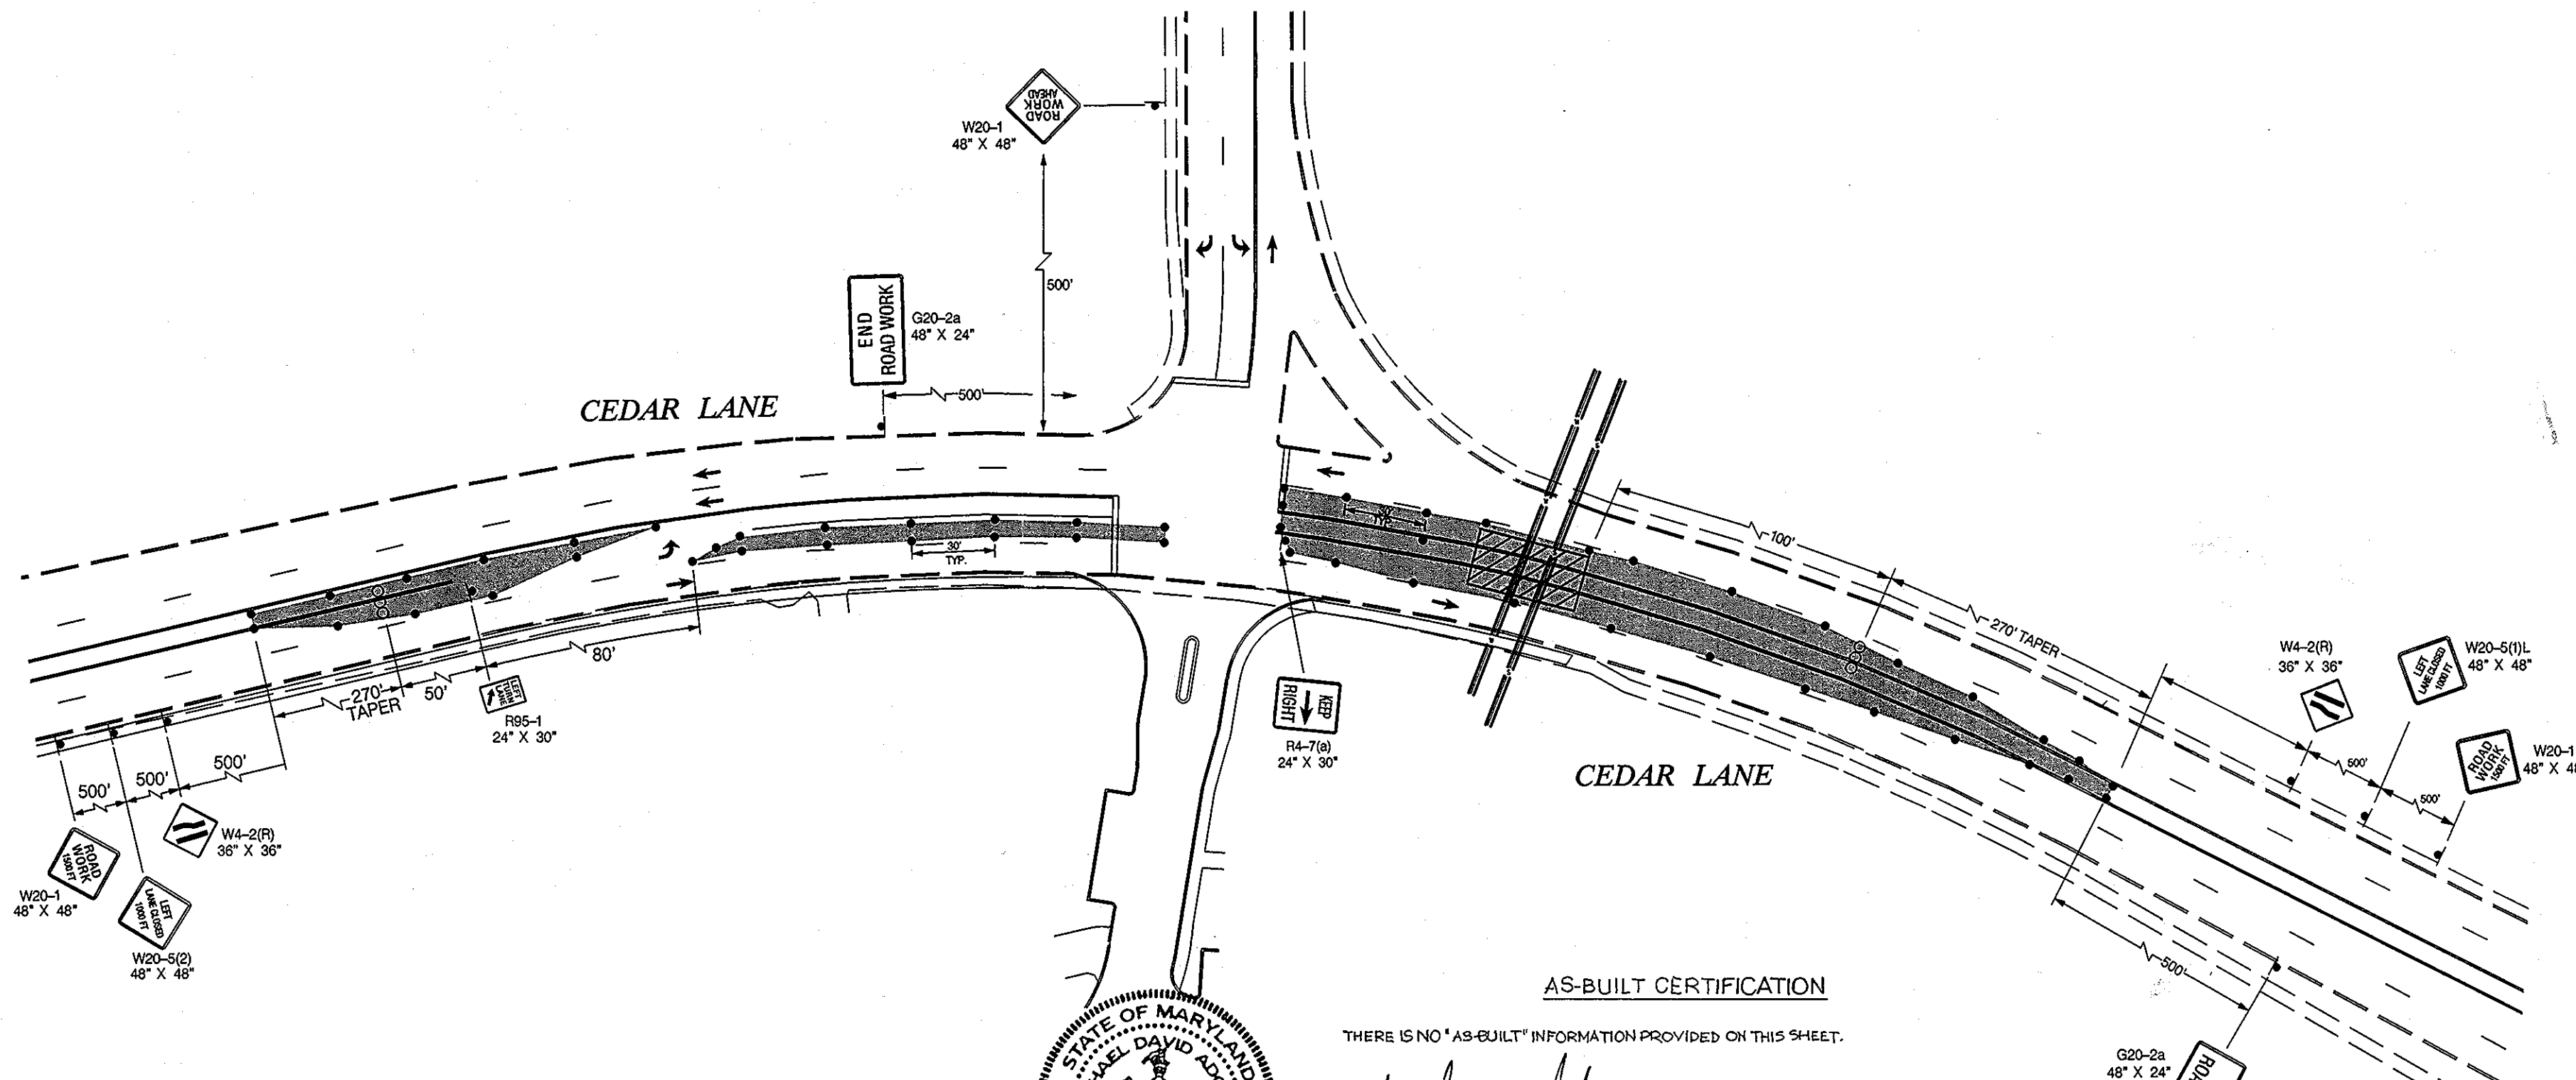 ROAD
WORK
AHEAD
W20-1
48" X 48"
500'
END
ROAD WORK
G20-2a
48" X 24"
500'
CEDAR LANE
30'
TYP.
30'
TYP.
100'
270' TAPER
W4-2(R)
36" X 36"
LEFT
LANE CLOSED
1000 FT
W20-5(1)L
48" X 48"
ROAD
WORK
1500 FT
W20-1
500'
500'
80'
50'
270'
TAPER
LEFT
TURN
LANE
R95-1
24" X 30"
KEEP
RIGHT
R4-7(a)
24" X 30"
CEDAR LANE
500'
500'
500'
W4-2(R)
36" X 36"
ROAD
WORK
1500 FT
W20-1
48" X 48"
LEFT
LANE CLOSED
1000 FT
W20-5(2)
48" X 48"
500'
G20-2a
48" X 24"
AS-BUILT CERTIFICATION
THERE IS NO "AS-BUILT" INFORMATION PROVIDED ON THIS SHEET.
STATE OF MARYLAND
DAVID